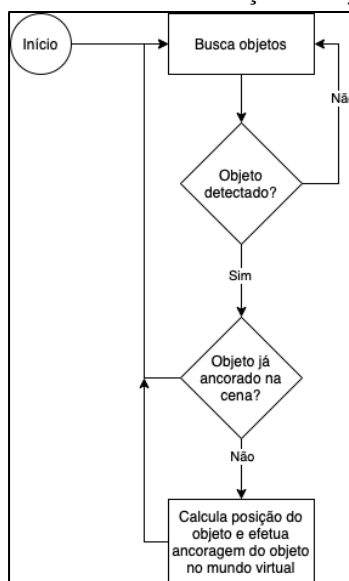 Início
Busca objetos
Objeto
detectado?
Sim
Objeto já
ancorado na
cena?
Não
Calcula posição do
objeto e efetua
ancoragem do objeto
no mundo virtual